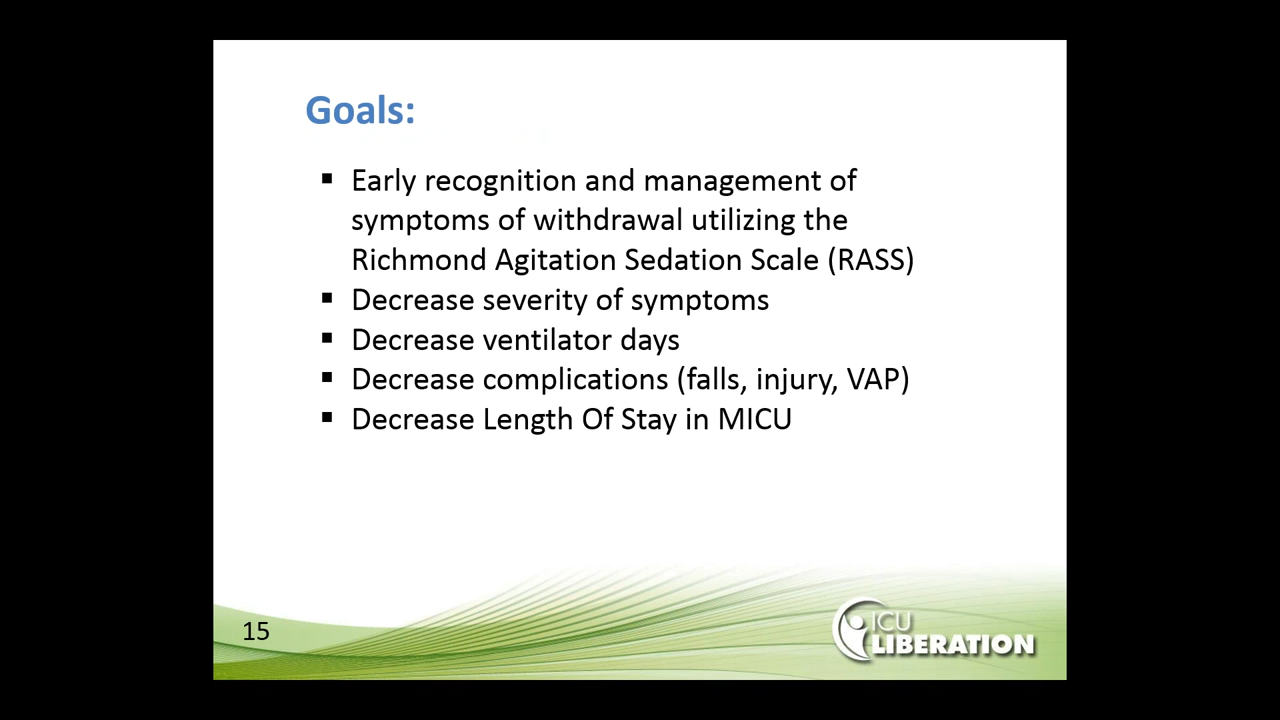 Goals:
▪ Early recognition and management of
symptoms of withdrawal utilizing the
Richmond Agitation Sedation Scale (RASS)
▪ Decrease severity of symptoms
▪ Decrease ventilator days
▪ Decrease complications (falls, injury, VAP)
▪ Decrease Length Of Stay in MICU
15
ICU
LIBERATION